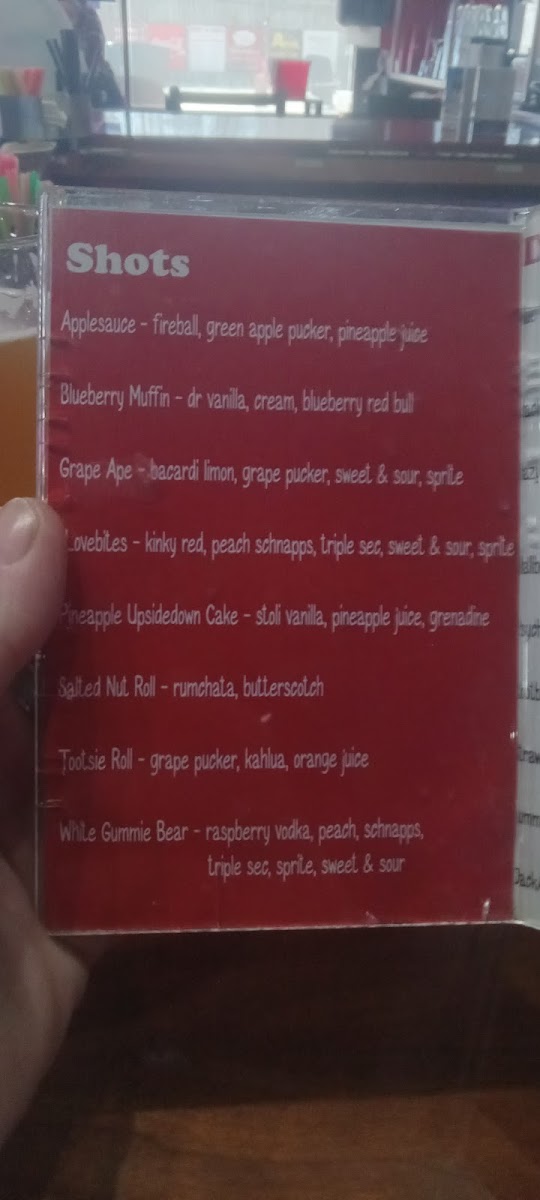 Shots
Applesauce - fireball, green apple pucker, pineapple juice
Blueberry Muffin - dr vanilla, cream, blueberry red bull
Grape Ape - bacardi limon, grape pucker, sweet & sour, sprite
Lovebites - kinky red, peach schnapps, triple sec, sweet & sour, sprite
Pineapple Upsidedown Cake - stoli vanilla, pineapple juice, grenadine
Salted Nut Roll - rumchata, butterscotch
Tootsie Roll - grape pucker, kahlua, orange juice
White Gummie Bear - raspberry vodka, peach, schnapps,
triple sec, sprite, sweet & sour